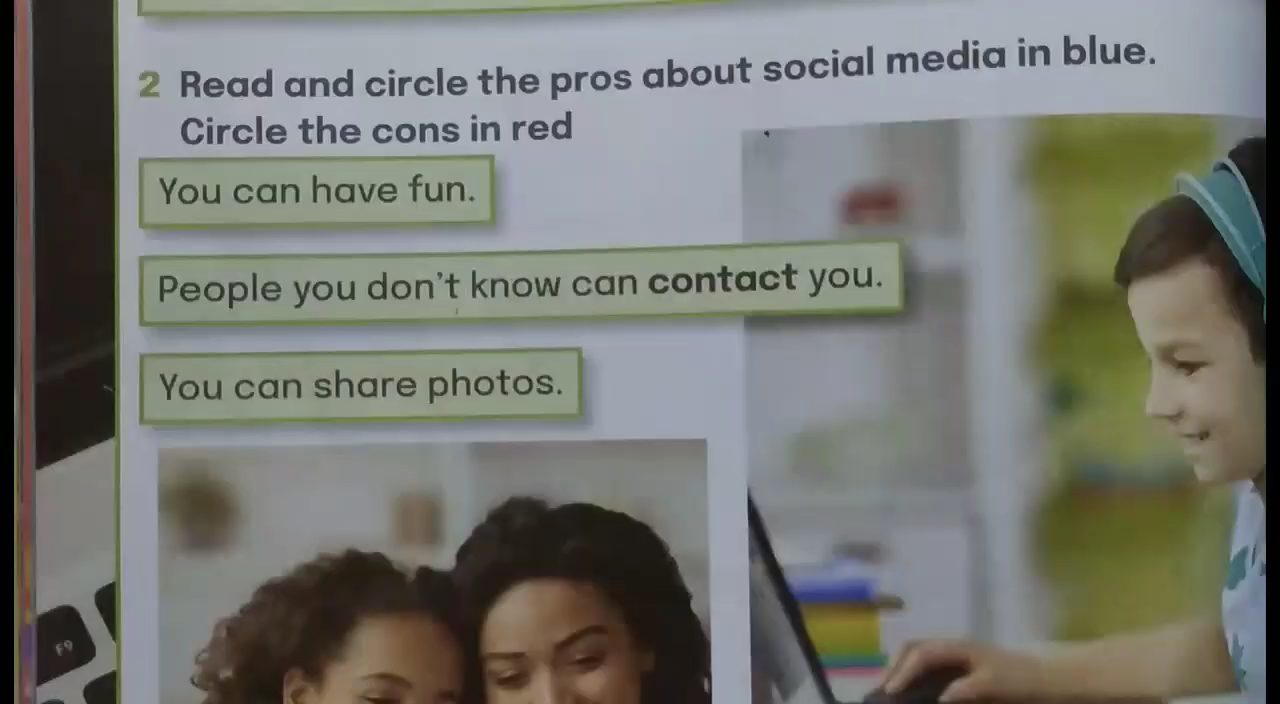 2 Read and circle the pros about social media in blue.
Circle the cons in red
You can have fun.
People you don't know can contact you.
You can share photos.
F9